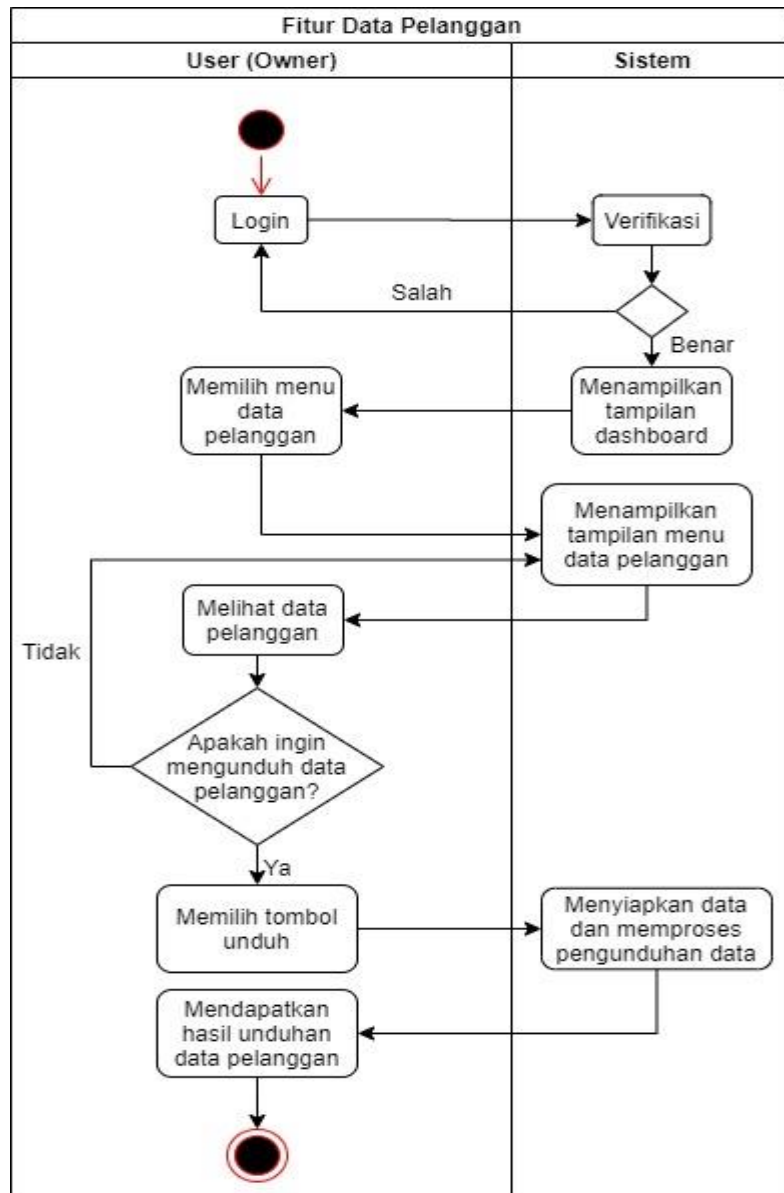 Fitur Data Pelanggan
User (Owner)
Sistem
Login
Verifikasi
Salah
Benar
Memilih menu
data
pelanggan
Menampilkan
tampilan
dashboard
Menampilkan
tampilan menu
data pelanggan
Melihat data
pelanggan
Tidak
Apakah ingin
mengunduh data
pelanggan?
Ya
Memilih tombol
unduh
Menyiapkan data
dan memproses
pengunduhan data
Mendapatkan
hasil unduhan
data pelanggan